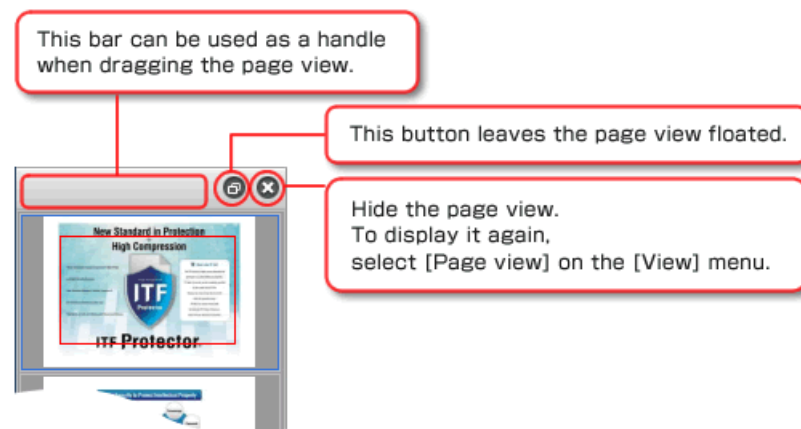 This bar can be used as a handle
when dragging the page view.
This button leaves the page view floated.
Hide the page view.
To display it again,
select [Page view] on the [View] menu.
New Standard in Protection
High Compression
ITF
Protector
ITF Protector